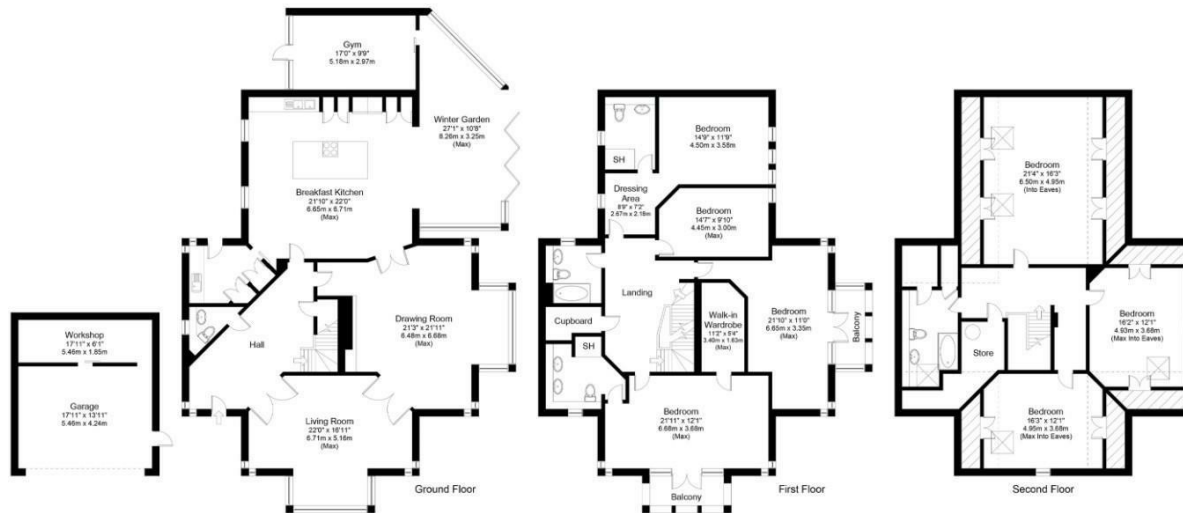 Gym
17'0" x 9'9"
5.18m x 2.97m
Winter Garden
27'1" x 10'8"
8.26m x 3.25m
(Max)
Breakfast Kitchen
21'10" x 22'0"
6.65m x 6.71m
(Max)
Drawing Room
21'3" x 21'11"
6.48m x 6.68m
(Max)
Hall
Living Room
22'0" x 16'11"
6.71m x 5.16m
(Max)
Workshop
17'11" x 6'1"
5.46m x 1.85m
Garage
17'11" x 13'11"
5.46m x 4.24m
Ground Floor
Bedroom
14'9" x 11'9"
4.50m x 3.58m
SH
Dressing
Area
8'9" x 7'2"
2.67m x 2.18m
Bedroom
14'7" x 9'10"
4.45m x 3.00m
(Max)
Landing
Cupboard
SH
Walk-in
Wardrobe
11'2" x 5'4"
3.40m x 1.63m
(Max)
Bedroom
21'10" x 11'0"
6.65m x 3.35m
(Max)
Balcony
Bedroom
21'11" x 12'1"
6.68m x 3.68m
(Max)
Balcony
First Floor
Bedroom
21'4" x 16'3"
6.50m x 4.95m
(Into Eaves)
Bedroom
16'2" x 12'1"
4.93m x 3.68m
(Max Into Eaves)
Store
Bedroom
16'3" x 12'1"
4.95m x 3.68m
(Max Into Eaves)
Second Floor